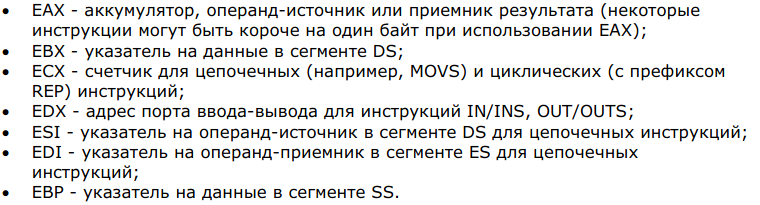 • EAX - аккумулятор, операнд-источник или приемник результата (некоторые
инструкции могут быть короче на один байт при использовании EAX);
• EBX - указатель на данные в сегменте DS;
• ECX - счетчик для цепочечных (например, MOVS) и циклических (с префиксом
REP) инструкций;
• EDX - адрес порта ввода-вывода для инструкций IN/INS, OUT/OUTS;
• ESI - указатель на операнд-источник в сегменте DS для цепочечных инструкций;
• EDI - указатель на операнд-приемник в сегменте ES для цепочечных
инструкций;
• EBP - указатель на данные в сегменте SS.